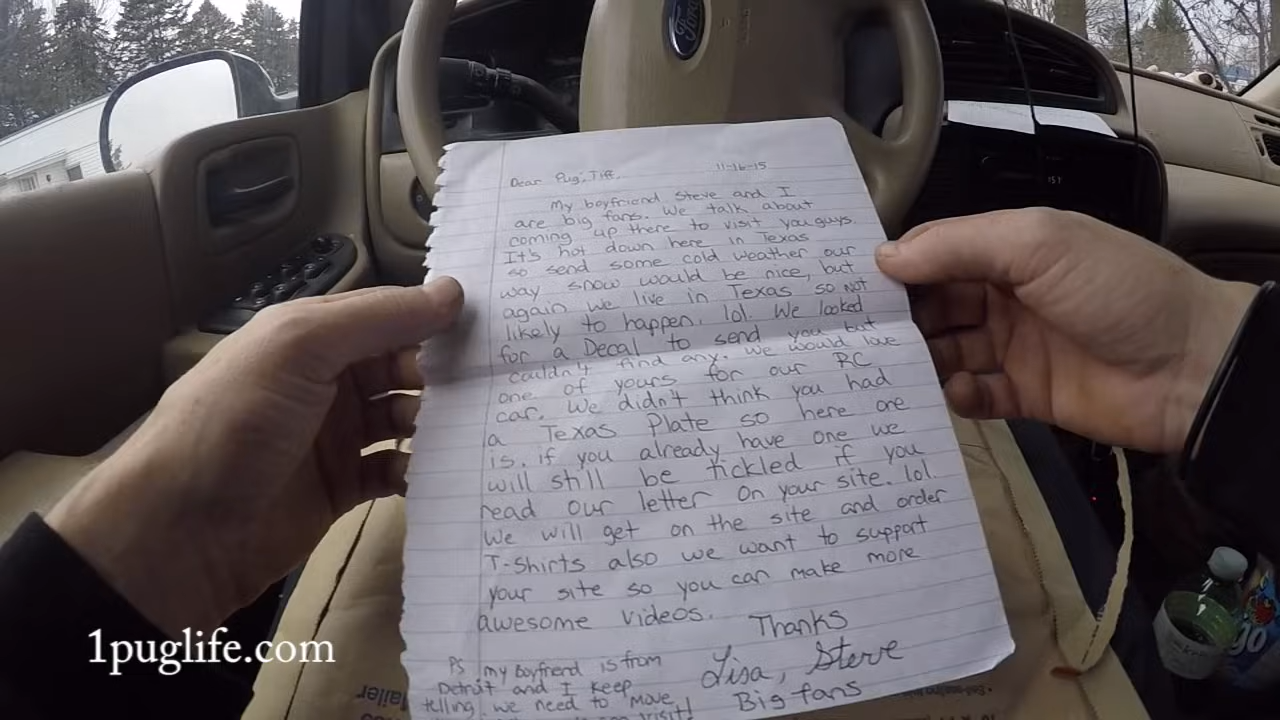 Ford
Dear Pug, Tiff, 11-16-15
My boyfriend Steve and I
are big fans. We talk about
coming up there to visit you guys.
It's hot down here in Texas
so send some cold weather our
way snow would be nice, but
again we live in Texas so NOT
likely to happen. lol. We looked
for a Decal to send you but
couldn't find any. We would love
one of yours for our RC
car. We didn't think you had
a Texas Plate so here one
is. if you already have one we
will still be tickled if you
read our letter on your site. lol
We will get on the site and order
T-Shirts also we want to support
your site so you can make more
awesome videos.
Thanks
Lisa, Steve
Big fans
PS my Boyfriend is from
Detroit and I keep
telling we need to move
visit!
1puglife.com